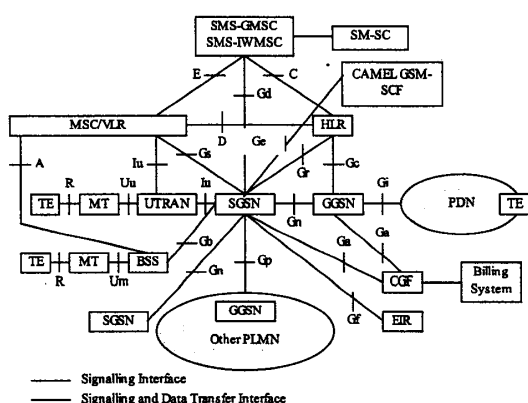 SMS-GMSC
SMS-IWMSC
SM-SC
E
C
Gd
CAMEL GSM-
SCF
MSC/VLR
D
HLR
Ge
A
Iu
Gs
Gr
Gc
R
Uu
Iu
Gi
TE
MT
UTRAN
SGSN
GGSN
PDN
TE
Gn
Gb
Ga
Ga
TE
MT
BSS
Gn
Gp
CGF
Billing
System
R
Um
SGSN
GGSN
Gf
EIR
Other PLMN
Signalling Interface
Signalling and Data Transfer Interface